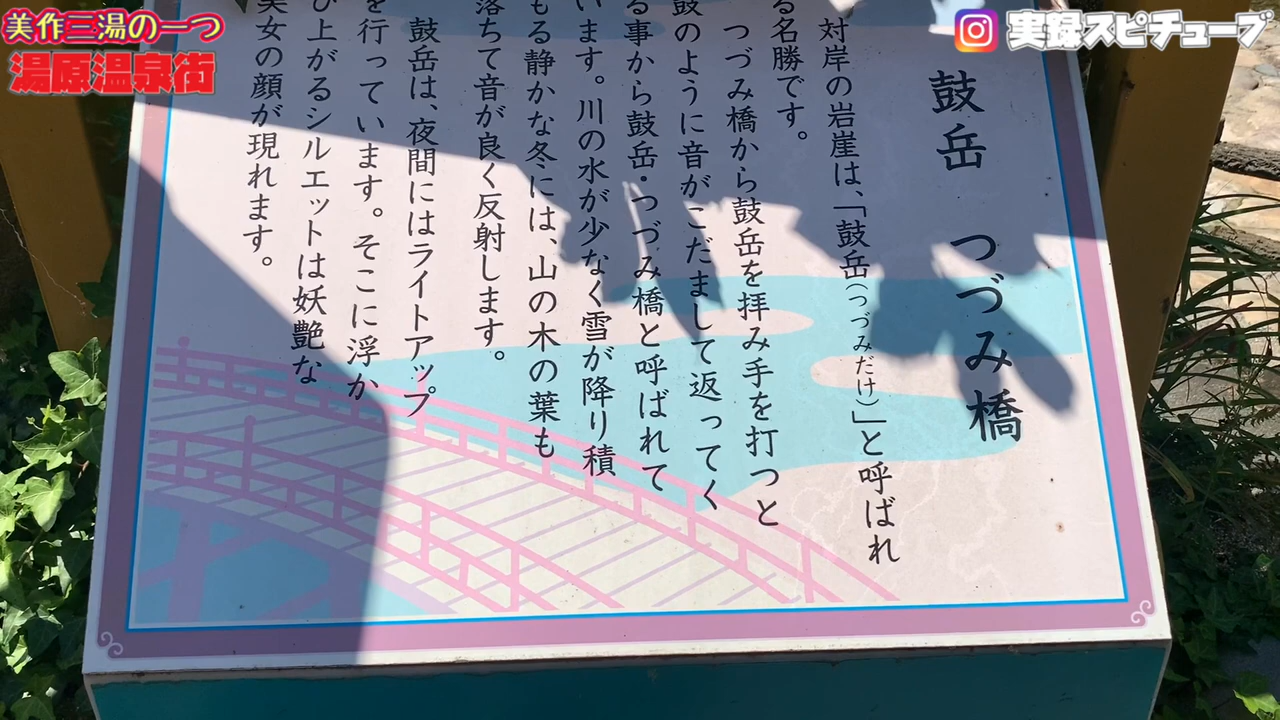 美作三湯の一つ
湯原温泉街
実録スピチューブ
鼓岳 つづみ橋
対岸の岩崖は、「鼓岳(つづみだけ)」と呼ばれ
る名勝です。
つづみ橋から鼓岳を拝み手を打つと
鼓のように音がこだまして返ってく
る事から鼓岳・つづみ橋と呼ばれて
います。川の水が少なく雪が降り積
もる静かな冬には、山の木の葉も
落ちて音が良く反射します。
鼓岳は、夜間にはライトアップ
を行っています。そこに浮か
び上がるシルエットは妖艶な
美女の顔が現れます。